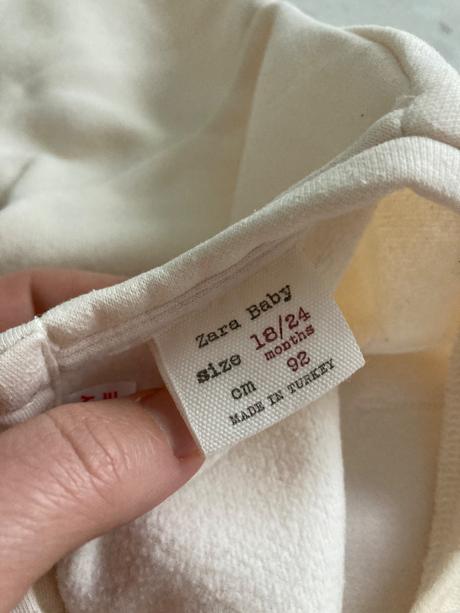 Zara Baby
size 18/24
months
cm 92
MADE IN TURKEY